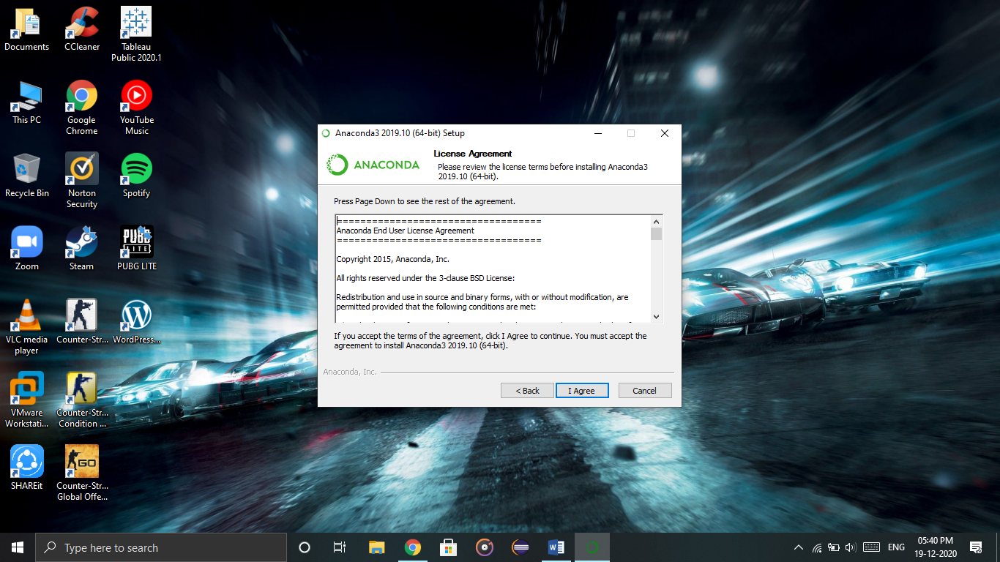 Documents
CCleaner
Tableau
Public 2020.1
This PC
Google
Chrome
YouTube
Music
Recycle Bin
Norton
Security
Spotify
Zoom
Steam
PUBG
LITE
PUBG LITE
VLC media
player
Counter-Str...
WordPress...
VMware
Workstati...
Counter-Str...
Condition ...
SHAREit
GO
Counter-Str...
Global Offe...
Anaconda3 2019.10 (64-bit) Setup
ANACONDA
License Agreement
Please review the license terms before installing Anaconda3
2019.10 (64-bit).
Press Page Down to see the rest of the agreement.
===================================
Anaconda End User License Agreement
===================================
Copyright 2015, Anaconda, Inc.
All rights reserved under the 3-clause BSD License:
Redistribution and use in source and binary forms, with or without modification, are
permitted provided that the following conditions are met:
If you accept the terms of the agreement, click I Agree to continue. You must accept the
agreement to install Anaconda3 2019.10 (64-bit).
Anaconda, Inc.
< Back
I Agree
Cancel
Type here to search
ENG
05:40 PM
19-12-2020